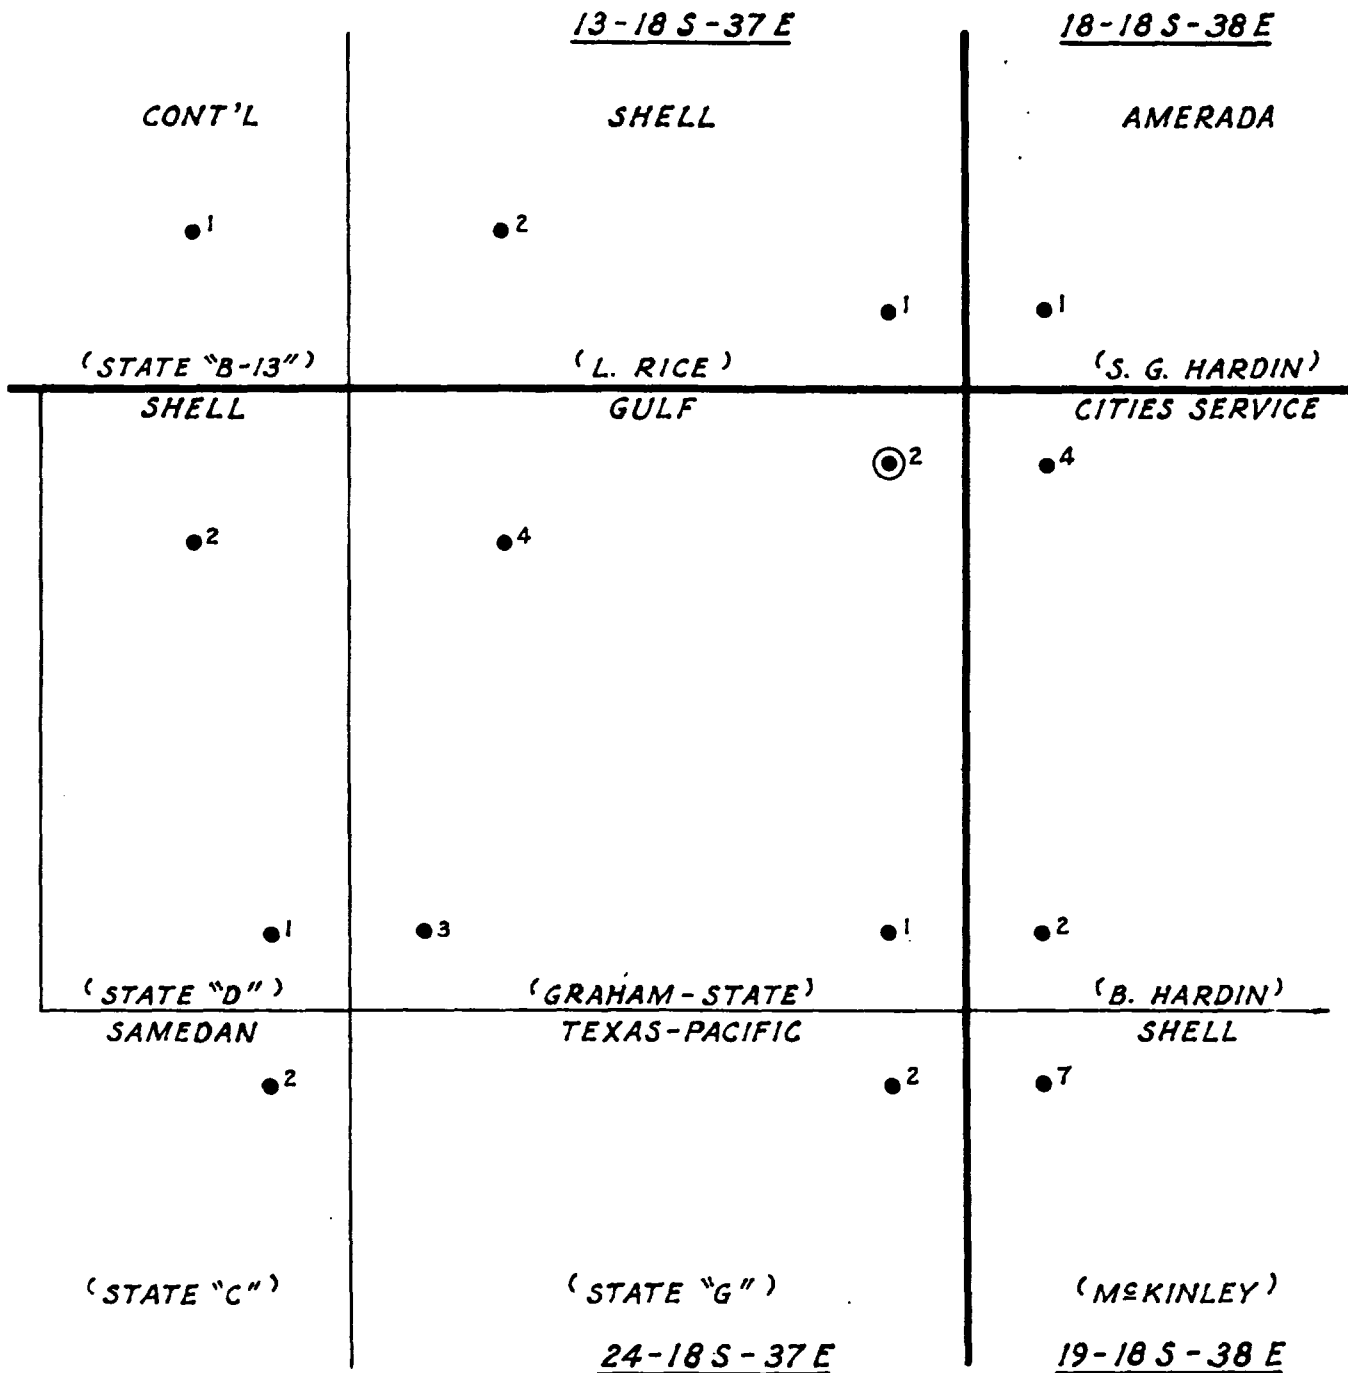 13-18 S-37 E 18-18 S-38 E
CONT'L SHELL AMERADA
1 2
1 1
(STATE "B-13") (L. RICE) (S. G. HARDIN)
SHELL GULF CITIES SERVICE
2 4
2 4
1 3 1 2
(STATE "D") (GRAHAM-STATE) (B. HARDIN)
SAMEDAN TEXAS-PACIFIC SHELL
2 2 7
(STATE "C") (STATE "G") (McKINLEY)
24-18 S-37 E 19-18 S-38 E